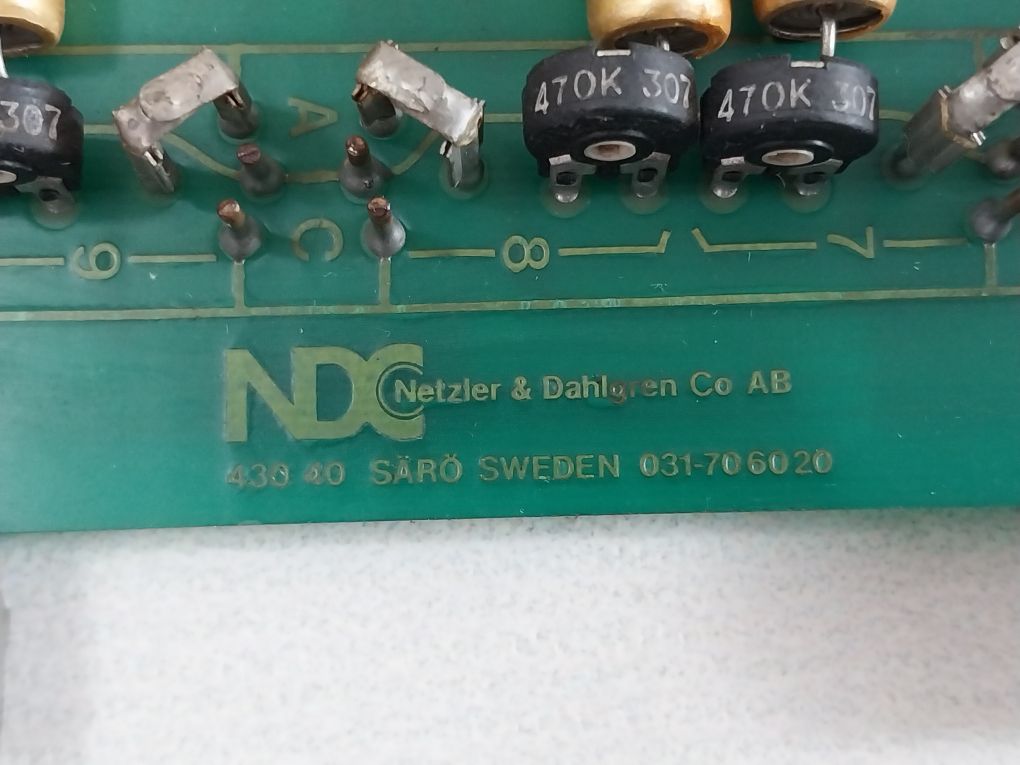 307
470K 307
470K 307
A
9
C
8
7
NDC Netzler & Dahlgren Co AB
430 40 SÄRÖ SWEDEN 031-706020